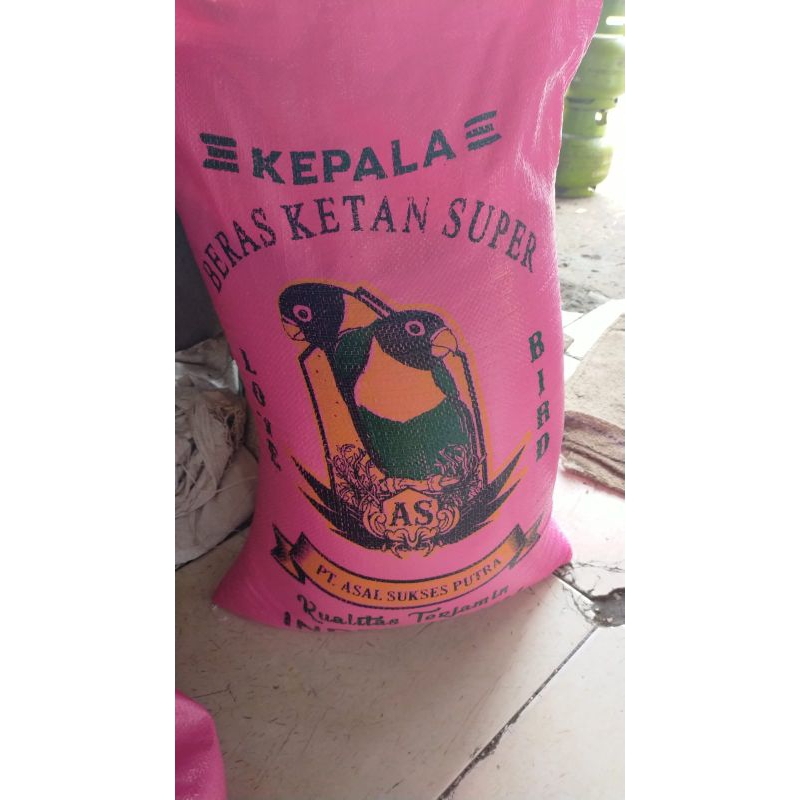 KEPALA
BERAS KETAN SUPER
LOVE
BIRD
AS
PT. ASAL SUKSES PUTRA
Kualitas Terjamin